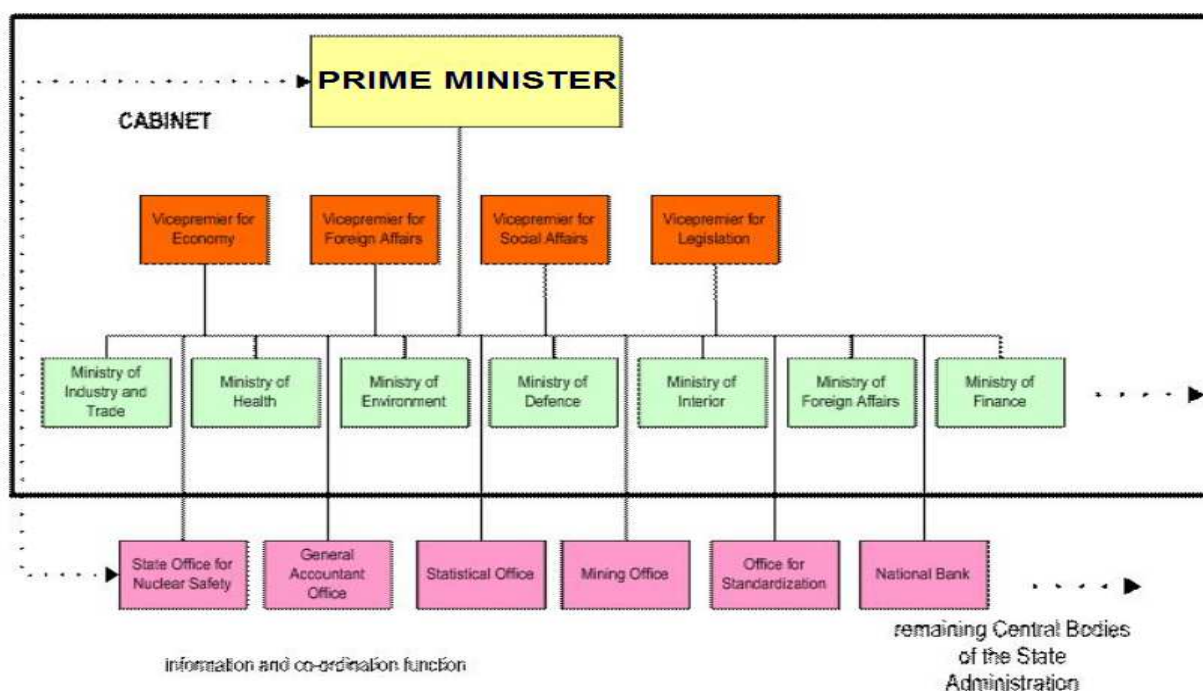 PRIME MINISTER
CABINET
Vicepremier for
Economy
Vicepremier for
Foreign Affairs
Vicepremier for
Social Affairs
Vicepremier for
Legislation
Ministry of
Industry and
Trade
Ministry of
Health
Ministry of
Environment
Ministry of
Defence
Ministry of
Interior
Ministry of
Foreign Affairs
Ministry of
Finance
State Office for
Nuclear Safety
General
Accountant
Office
Statistical Office
Mining Office
Office for
Standardization
National Bank
remaining Central Bodies
of the State
Administration
information and co-ordination function